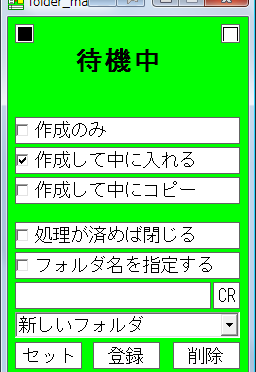 folder_ma
待機中
作成のみ
作成して中に入れる
作成して中にコピー
処理が済めば閉じる
フォルダ名を指定する
CR
新しいフォルダ
セット 登録 削除